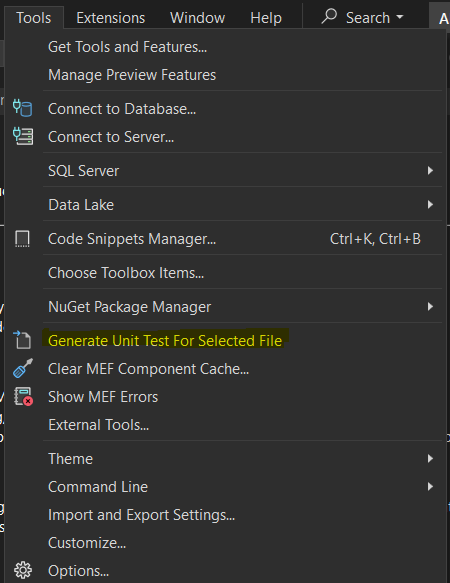 Tools Extensions Window Help Search A
Get Tools and Features...
Manage Preview Features
Connect to Database...
Connect to Server...
SQL Server
Data Lake
Code Snippets Manager... Ctrl+K, Ctrl+B
Choose Toolbox Items...
NuGet Package Manager
Generate Unit Test For Selected File
Clear MEF Component Cache...
Show MEF Errors
External Tools...
Theme
Command Line
Import and Export Settings...
Customize...
Options...